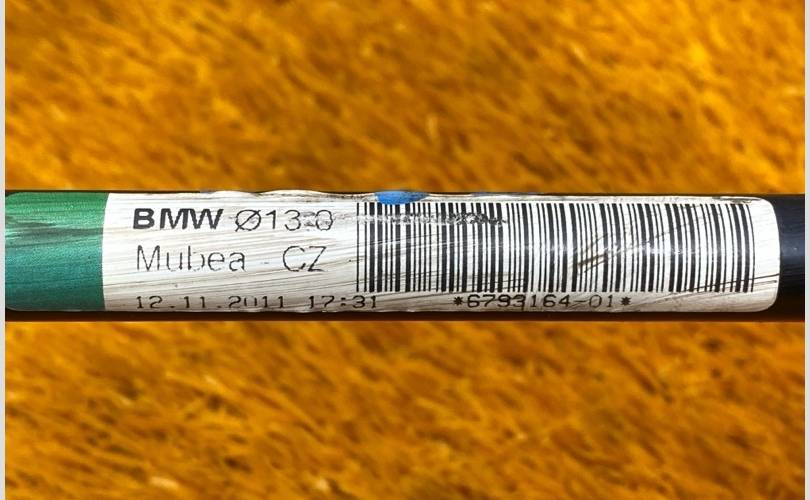 BMW Ø13.0
Mubea - CZ
12.11.2011 17:31
*6793164-01*